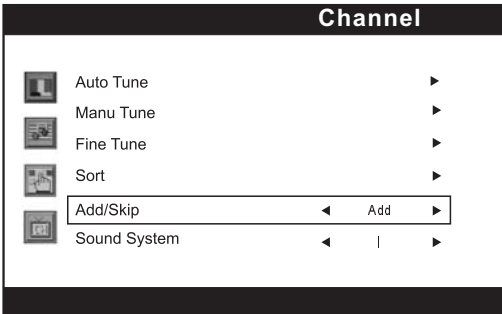 Channel
Auto Tune
Manu Tune
Fine Tune
Sort
Add/Skip ◀ Add ▶
Sound System ◀ I ▶